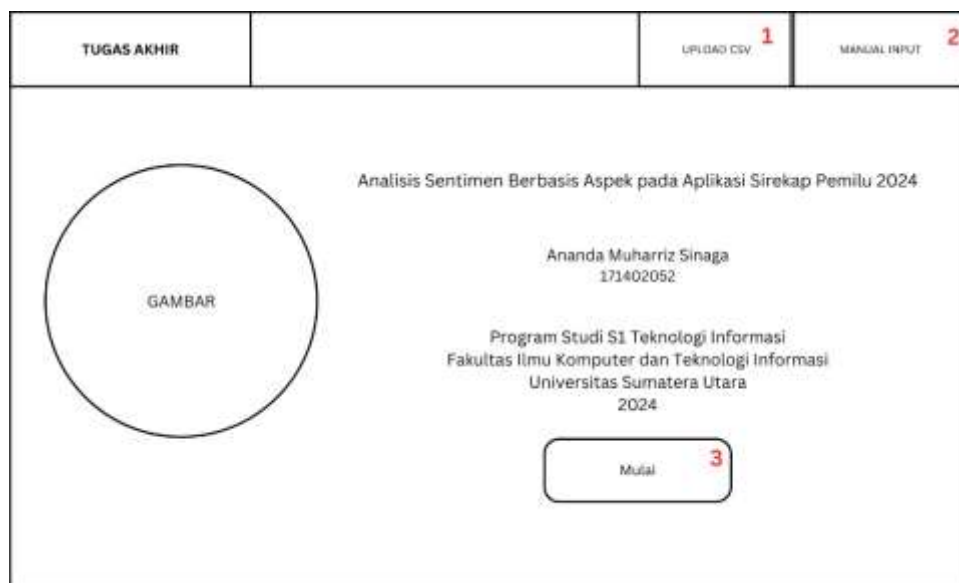 TUGAS AKHIR
UPLOAD CSV 1
MANUAL INPUT 2
Analisis Sentimen Berbasis Aspek pada Aplikasi Sirekap Pemilu 2024
Ananda Muharriz Sinaga
171402052
GAMBAR
Program Studi S1 Teknologi Informasi
Fakultas Ilmu Komputer dan Teknologi Informasi
Universitas Sumatera Utara
2024
Mulai 3